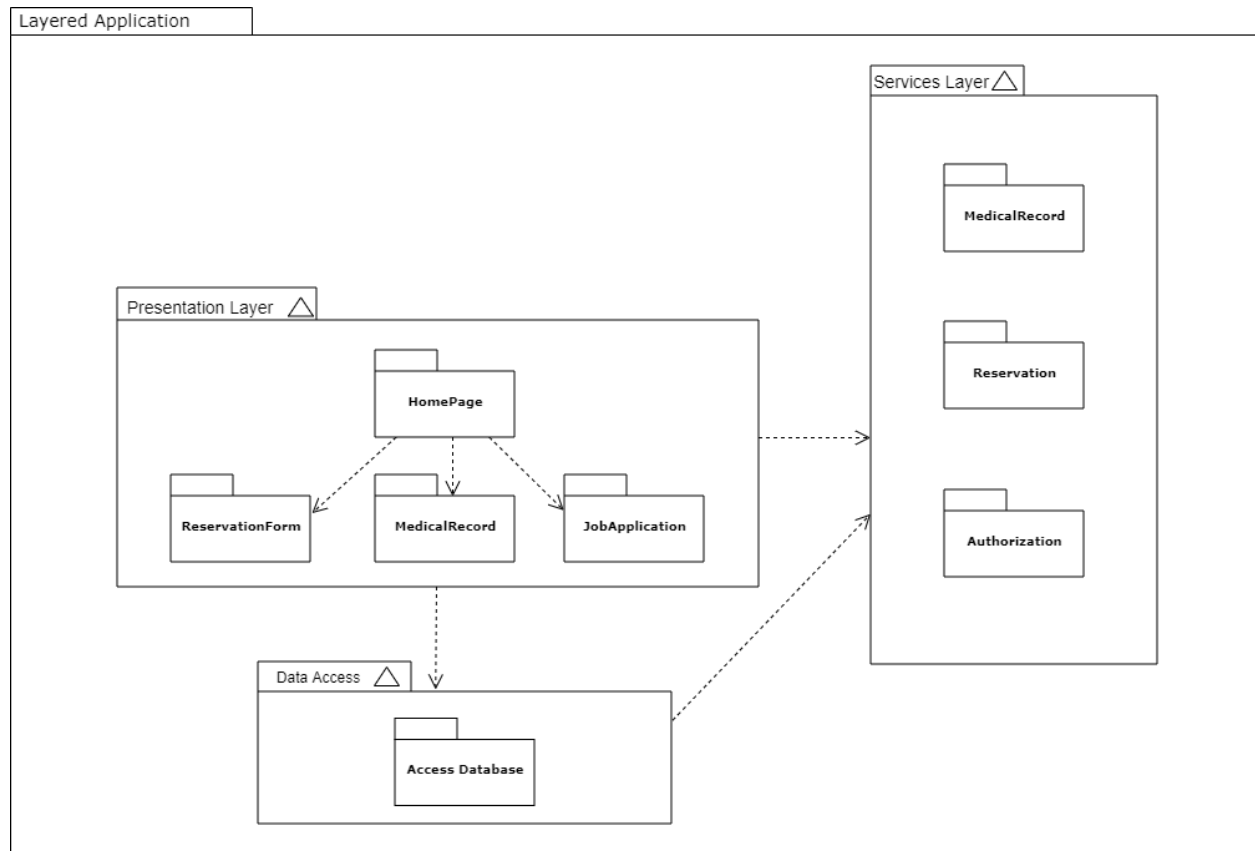 Layered Application
Services Layer
MedicalRecord
Reservation
Authorization
Presentation Layer
HomePage
ReservationForm
MedicalRecord
JobApplication
Data Access
Access Database